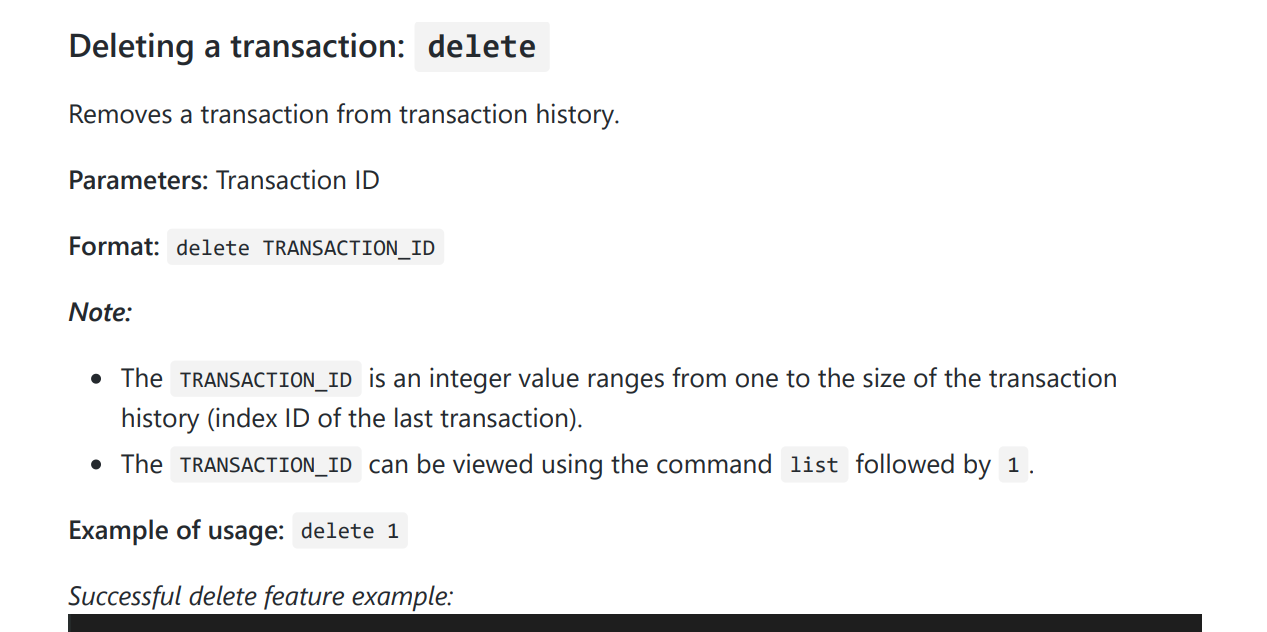 Deleting a transaction: delete
Removes a transaction from transaction history.
Parameters: Transaction ID
Format: delete TRANSACTION_ID
Note:
• The TRANSACTION_ID is an integer value ranges from one to the size of the transaction
history (index ID of the last transaction).
• The TRANSACTION_ID can be viewed using the command list followed by 1.
Example of usage: delete 1
Successful delete feature example: